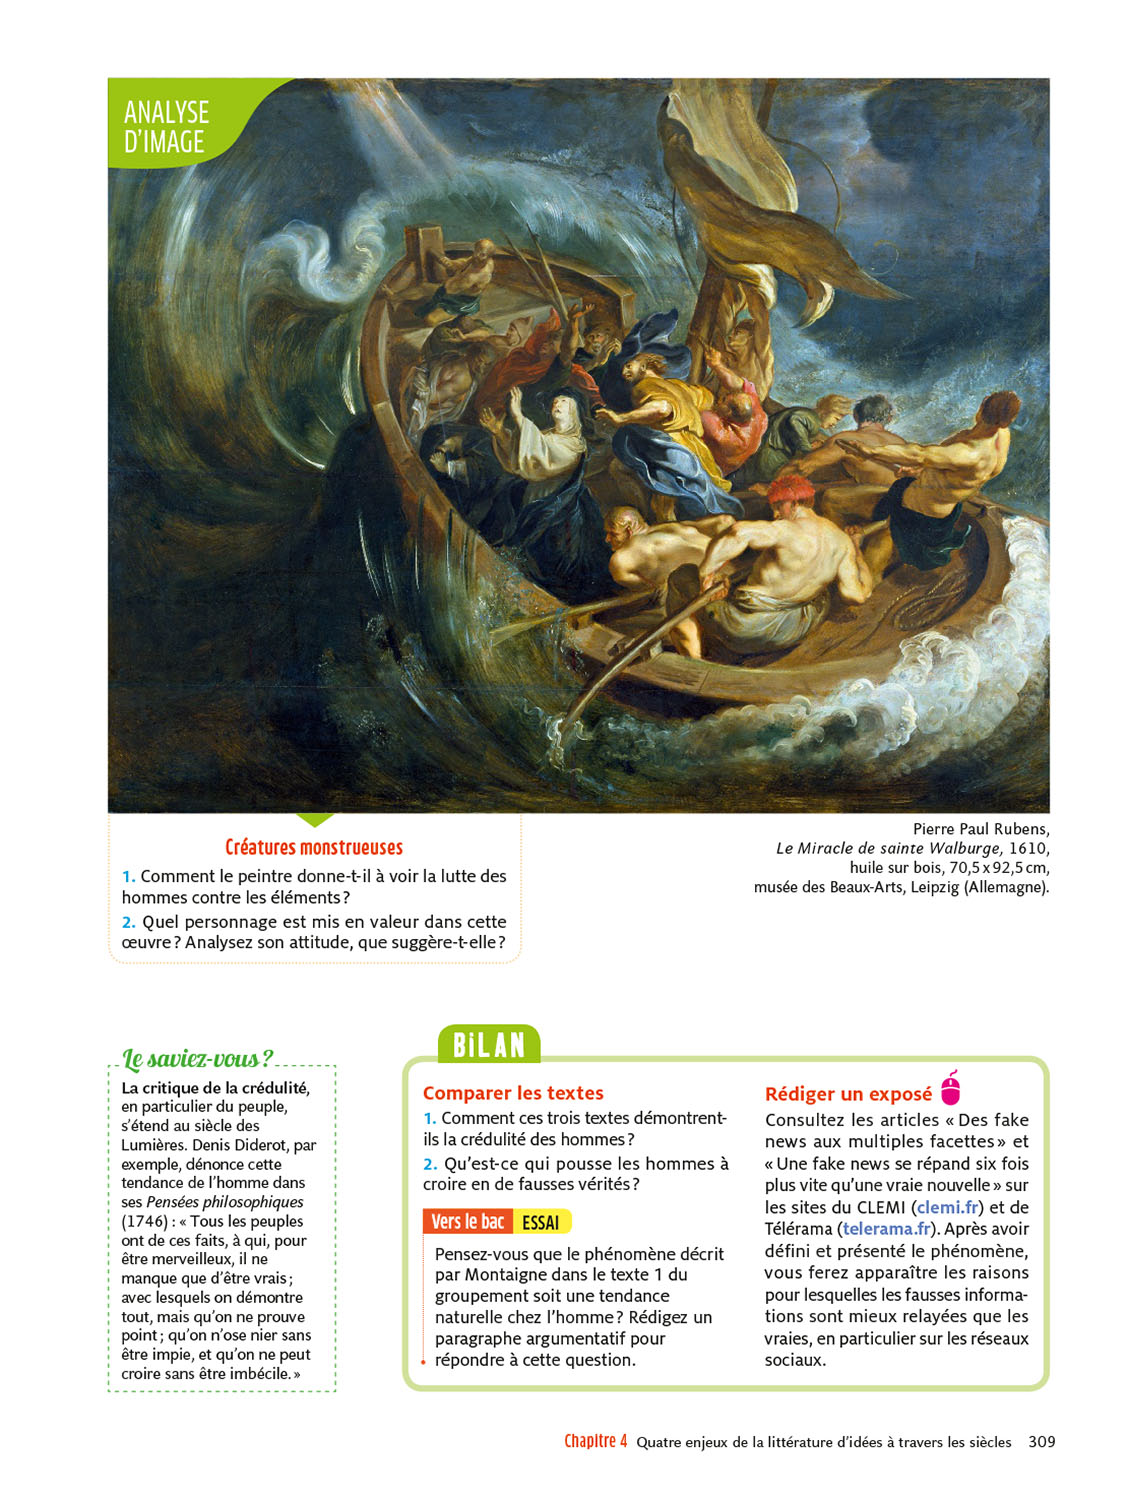 ANALYSE
D'IMAGE
Créatures monstrueuses
1. Comment le peintre donne-t-il à voir la lutte des
hommes contre les éléments ?
2. Quel personnage est mis en valeur dans cette
œuvre ? Analysez son attitude, que suggère-t-elle ?
Pierre Paul Rubens,
Le Miracle de sainte Walburge, 1610,
huile sur bois, 70,5 x 92,5 cm,
musée des Beaux-Arts, Leipzig (Allemagne).
Le saviez-vous ?
La critique de la crédulité,
en particulier du peuple,
s'étend au siècle des
Lumières. Denis Diderot, par
exemple, dénonce cette
tendance de l'homme dans
ses Pensées philosophiques
(1746) : « Tous les peuples
ont de ces faits, à qui, pour
être merveilleux, il ne
manque que d'être vrais ;
avec lesquels on démontre
tout, mais qu'on ne prouve
point ; qu'on n'ose nier sans
être impie, et qu'on ne peut
croire sans être imbécile. »
BiLAN
Comparer les textes
1. Comment ces trois textes démontrent-
ils la crédulité des hommes ?
2. Qu'est-ce qui pousse les hommes à
croire en de fausses vérités ?
Vers le bac ESSAI
Pensez-vous que le phénomène décrit
par Montaigne dans le texte 1 du
groupement soit une tendance
naturelle chez l'homme ? Rédigez un
paragraphe argumentatif pour
répondre à cette question.
Rédiger un exposé
Consultez les articles « Des fake
news aux multiples facettes » et
« Une fake news se répand six fois
plus vite qu'une vraie nouvelle » sur
les sites du CLEMI (clemi.fr) et de
Télérama (telerama.fr). Après avoir
défini et présenté le phénomène,
vous ferez apparaître les raisons
pour lesquelles les fausses informa-
tions sont mieux relayées que les
vraies, en particulier sur les réseaux
sociaux.
Chapitre 4 Quatre enjeux de la littérature d'idées à travers les siècles 309